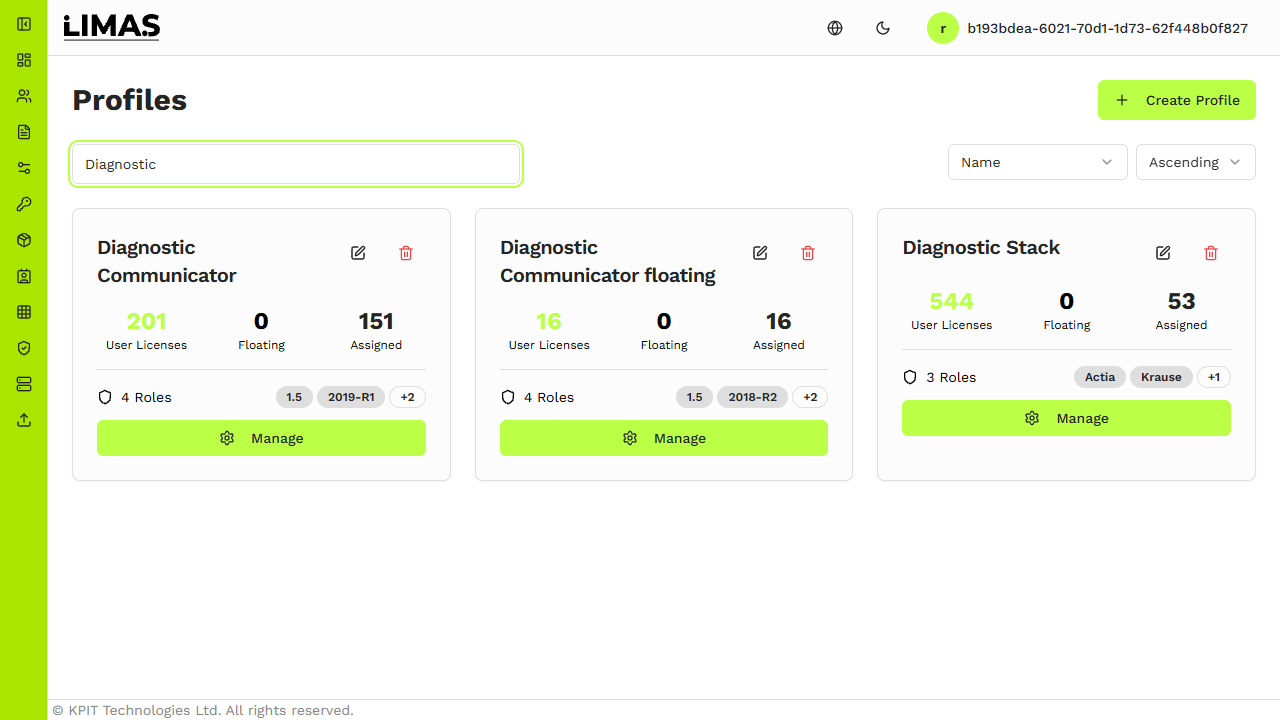 LIMAS
r
b193bdea-6021-70d1-1d73-62f448b0f827
Profiles
Create Profile
Diagnostic
Name
Ascending
Diagnostic
Communicator
201
0
151
User Licenses
Floating
Assigned
4 Roles
1.5
2019-R1
+2
Manage
Diagnostic
Communicator floating
16
0
16
User Licenses
Floating
Assigned
4 Roles
1.5
2018-R2
+2
Manage
Diagnostic Stack
544
0
53
User Licenses
Floating
Assigned
3 Roles
Actia
Krause
+1
Manage
© KPIT Technologies Ltd. All rights reserved.